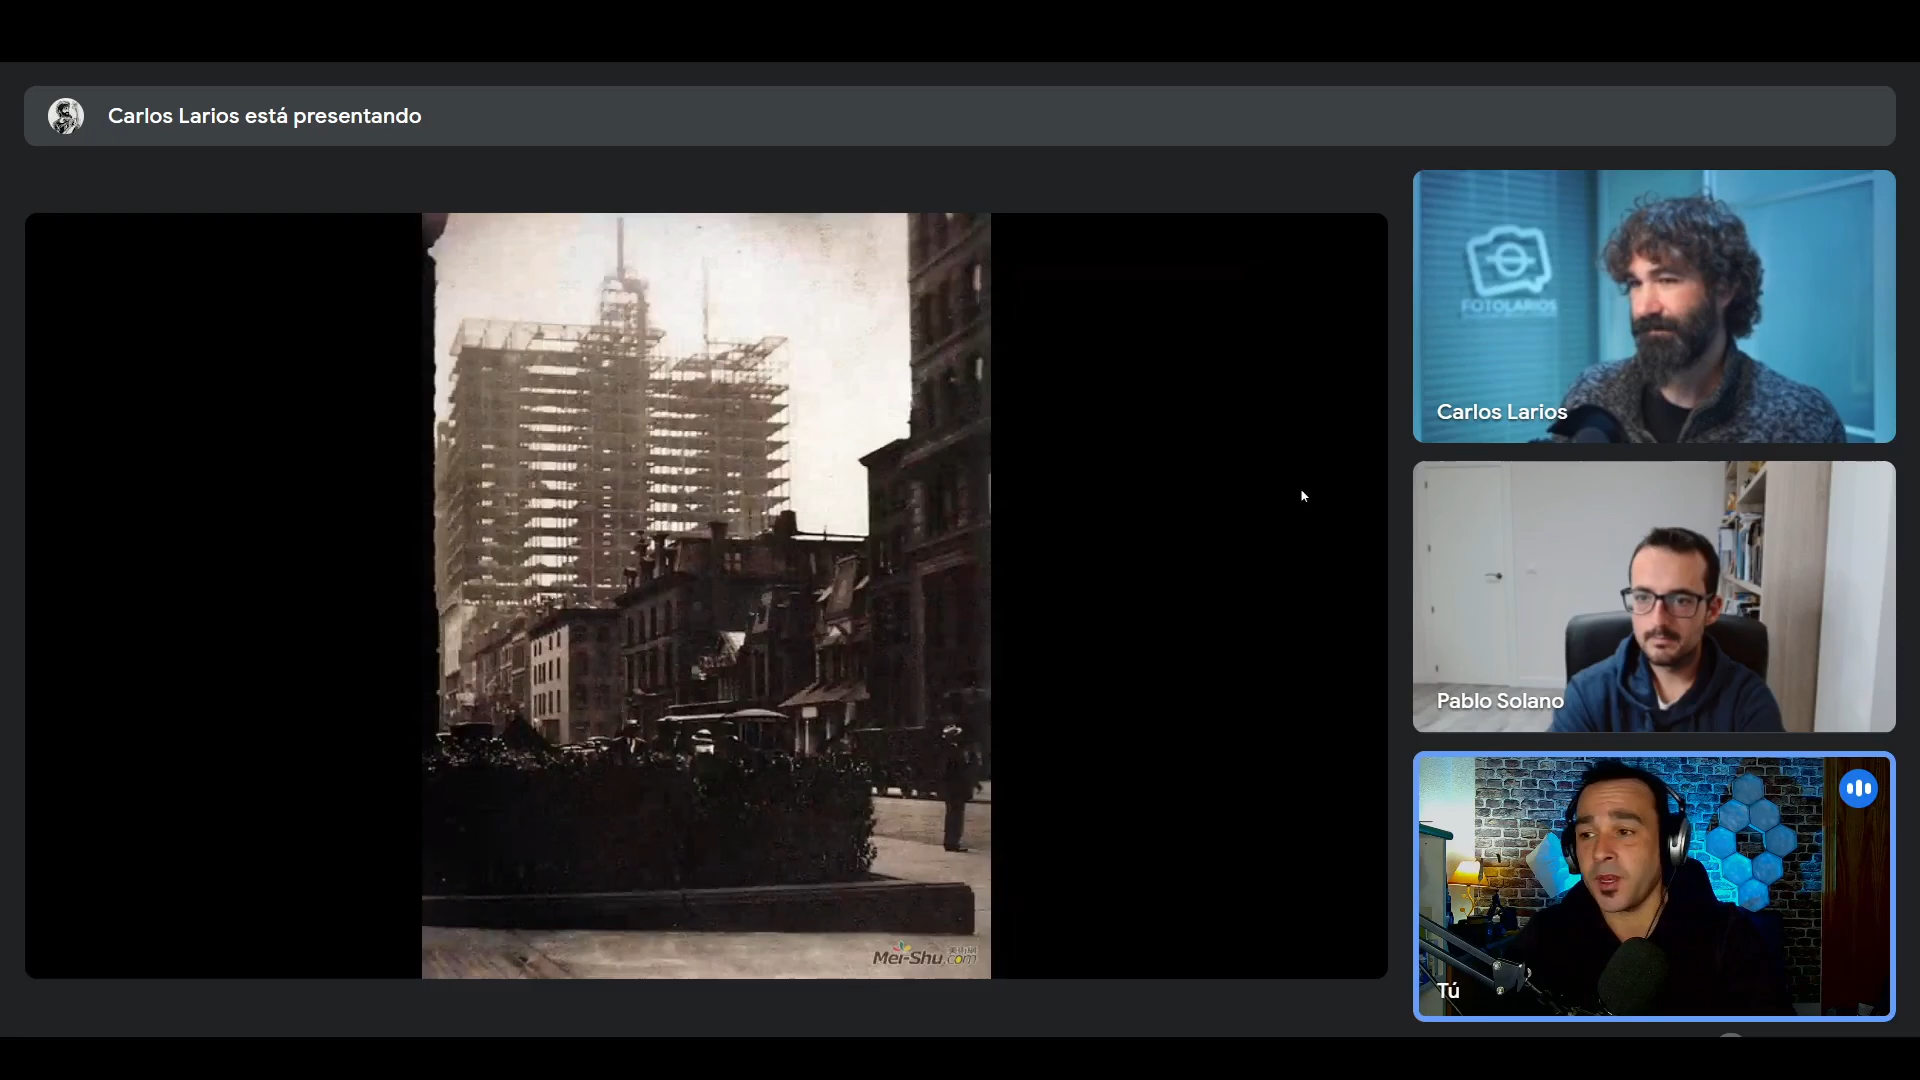 Carlos Larios está presentando
FOTOLARIOS
Carlos Larios
Pablo Solano
Mei-Shu.com
Tú